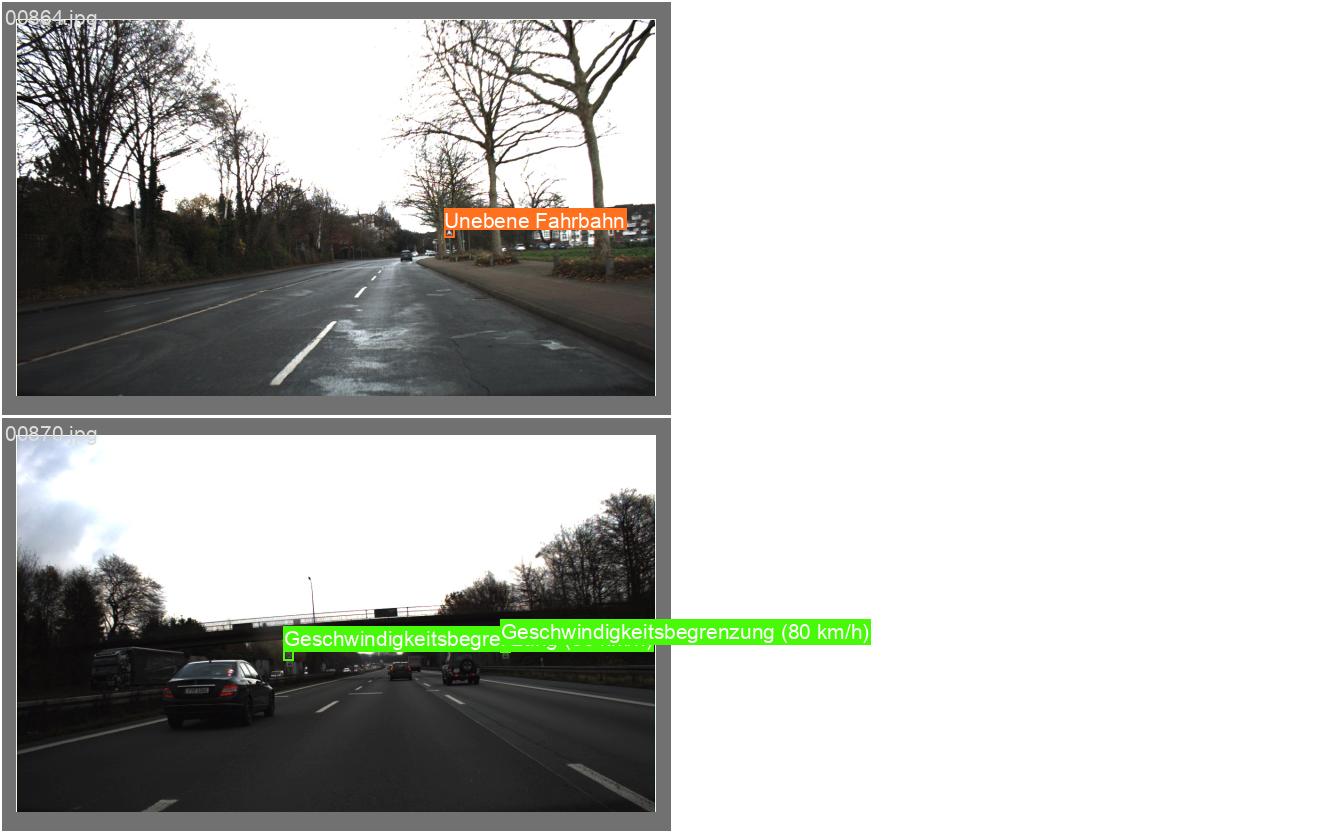 00864.jpg
Unebene Fahrbahn
00870.jpg
Geschwindigkeitsbegre
Geschwindigkeitsbegrenzung (80 km/h)